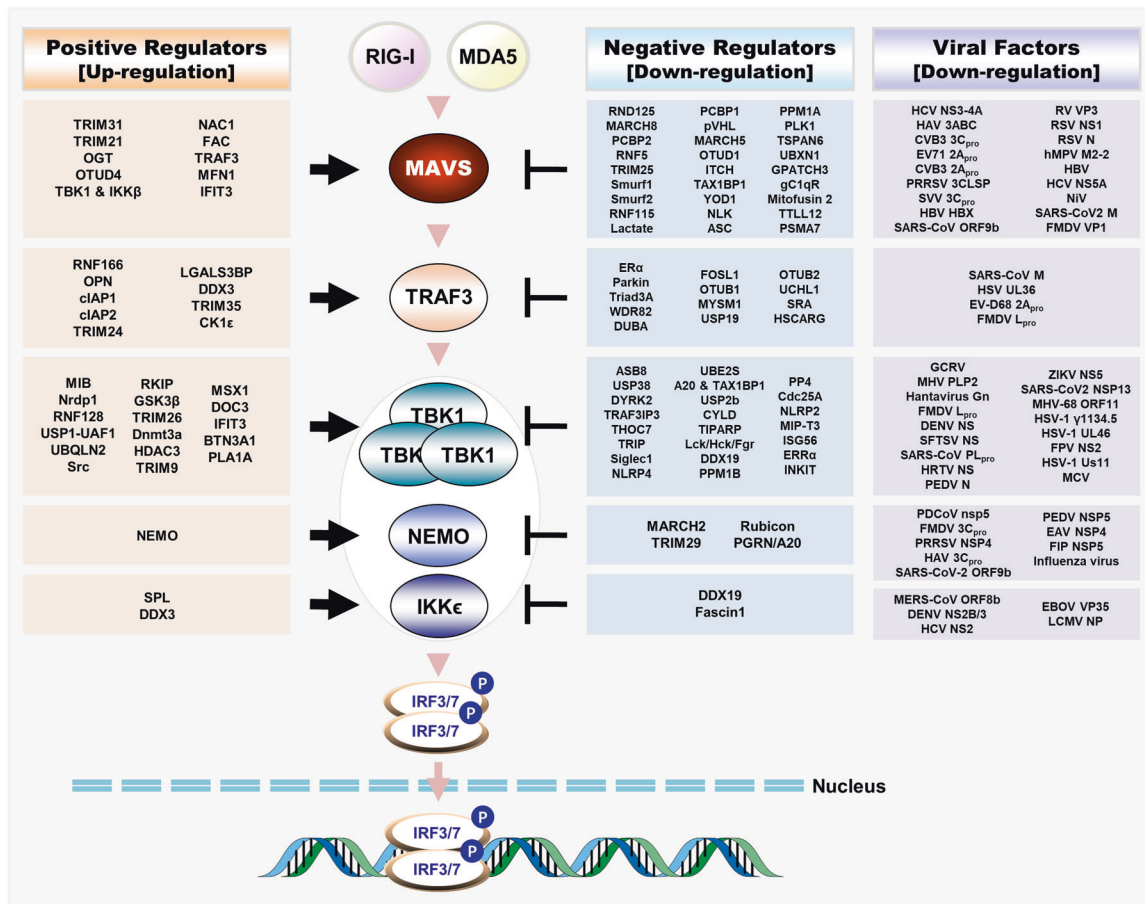 Positive Regulators
[Up-regulation]
RIG-I
MDA5
Negative Regulators
[Down-regulation]
Viral Factors
[Down-regulation]
TRIM31
TRIM21
OGT
OTUD4
TBK1 & IKKβ
NAC1
FAC
TRAF3
MFN1
IFIT3
MAVS
RND125
MARCH8
PCBP2
RNF5
TRIM25
Smurf1
Smurf2
RNF115
Lactate
PCBP1
pVHL
MARCH5
OTUD1
ITCH
TAX1BP1
YOD1
NLK
ASC
PPM1A
PLK1
TSPAN6
UBXN1
GPATCH3
gC1qR
Mitofusin 2
TTLL12
PSMA7
HCV NS3-4A
HAV 3ABC
CVB3 3Cpro
EV71 2Apro
CVB3 2Apro
PRRSV 3CLSP
SVV 3Cpro
HBV HBX
SARS-CoV ORF9b
RV VP3
RSV NS1
RSV N
hMPV M2-2
HBV
HCV NS5A
NiV
SARS-CoV2 M
FMDV VP1
RNF166
OPN
cIAP1
cIAP2
TRIM24
LGALS3BP
DDX3
TRIM35
CK1ε
TRAF3
ERα
Parkin
Triad3A
WDR82
DUBA
FOSL1
OTUB1
MYSM1
USP19
OTUB2
UCHL1
SRA
HSCARG
SARS-CoV M
HSV UL36
EV-D68 2Apro
FMDV Lpro
MIB
Nrdp1
RNF128
USP1-UAF1
UBQLN2
Src
RKIP
GSK3β
TRIM26
Dnmt3a
HDAC3
TRIM9
MSX1
DOC3
IFIT3
BTN3A1
PLA1A
TBK1
TBK
TBK1
ASB8
USP38
DYRK2
TRAF3IP3
THOC7
TRIP
Siglec1
NLRP4
UBE2S
A20 & TAX1BP1
USP2b
CYLD
TIPARP
Lck/Hck/Fgr
DDX19
PPM1B
PP4
Cdc25A
NLRP2
MIP-T3
ISG56
ERRα
INKIT
GCRV
MHV PLP2
Hantavirus Gn
FMDV Lpro
DENV NS
SFTSV NS
SARS-CoV PLpro
HRTV NS
PEDV N
ZIKV NS5
SARS-CoV2 NSP13
MHV-68 ORF11
HSV-1 γ1134.5
HSV-1 UL46
FPV NS2
HSV-1 Us11
MCV
NEMO
NEMO
MARCH2
TRIM29
Rubicon
PGRN/A20
PDCoV nsp5
FMDV 3Cpro
PRRSV NSP4
HAV 3Cpro
SARS-CoV-2 ORF9b
PEDV NSP5
EAV NSP4
FIP NSP5
Influenza virus
SPL
DDX3
IKKε
DDX19
Fascin1
MERS-CoV ORF8b
DENV NS2B/3
HCV NS2
EBOV VP35
LCMV NP
P
IRF3/7
P
IRF3/7
Nucleus
P
IRF3/7
P
IRF3/7